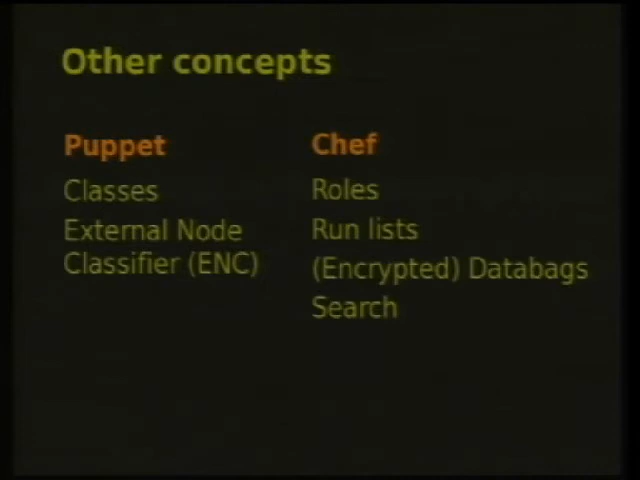 Other concepts
Puppet
Classes
External Node
Classifier (ENC)
Chef
Roles
Run lists
(Encrypted) Databags
Search